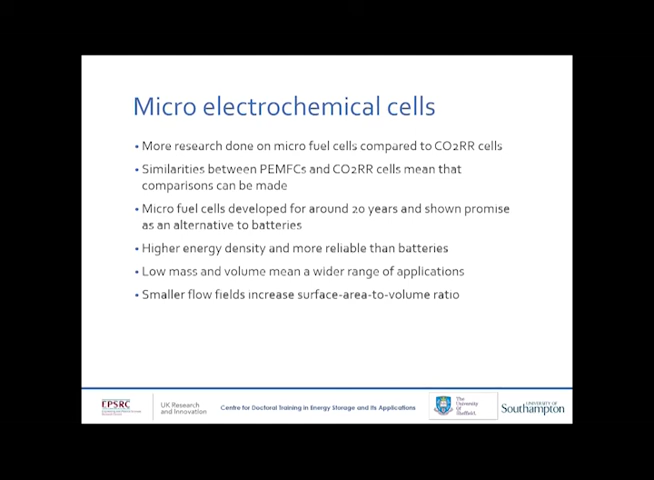 Micro electrochemical cells
• More research done on micro fuel cells compared to CO2RR cells
• Similarities between PEMFCs and CO2RR cells mean that
comparisons can be made
• Micro fuel cells developed for around 20 years and shown promise
as an alternative to batteries
• Higher energy density and more reliable than batteries
• Low mass and volume mean a wider range of applications
• Smaller flow fields increase surface-area-to-volume ratio
EPSRC
UK Research
and Innovation
Centre for Doctoral Training in Energy Storage and its Applications
The
University
Of
Sheffield.
UNIVERSITY OF
Southampton